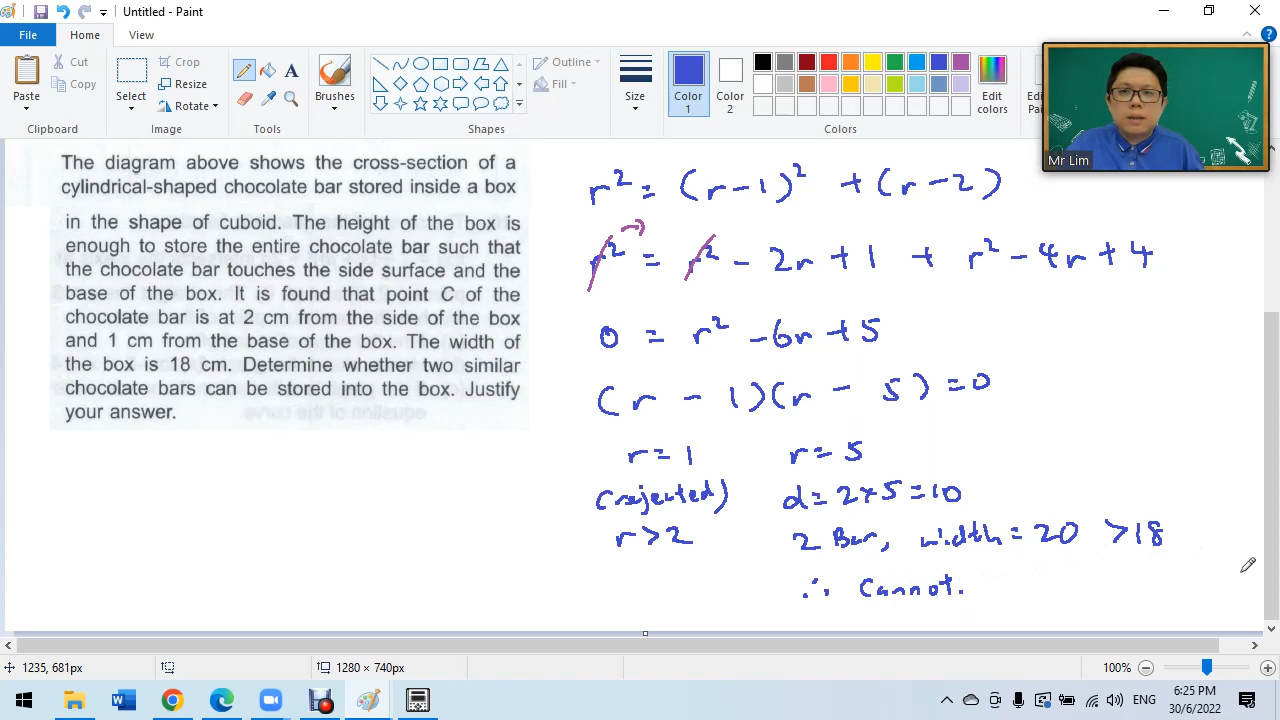 Untitled - Paint
File Home View
Paste Cut Copy Clipboard
Select Crop Resize Rotate Image
Tools
Brushes
Shapes Outline Fill
Size
Color 1 Color 2
Colors
Edit colors
Mr Lim
The diagram above shows the cross-section of a
cylindrical-shaped chocolate bar stored inside a box
in the shape of cuboid. The height of the box is
enough to store the entire chocolate bar such that
the chocolate bar touches the side surface and the
base of the box. It is found that point C of the
chocolate bar is at 2 cm from the side of the box
and 1 cm from the base of the box. The width of
the box is 18 cm. Determine whether two similar
chocolate bars can be stored into the box. Justify
your answer.
r² = (r-1)² + (r-2)
r² = r² - 2r + 1 + r² - 4r + 4
0 = r² - 6r + 5
(r - 1)(r - 5) = 0
r = 1 r = 5
(rejected) d = 2×5 = 10
r > 2 2 Bar, width = 20 > 18
∴ Cannot.
1235, 681px 1280 × 740px 100%
ENG 6:25 PM
30/6/2022